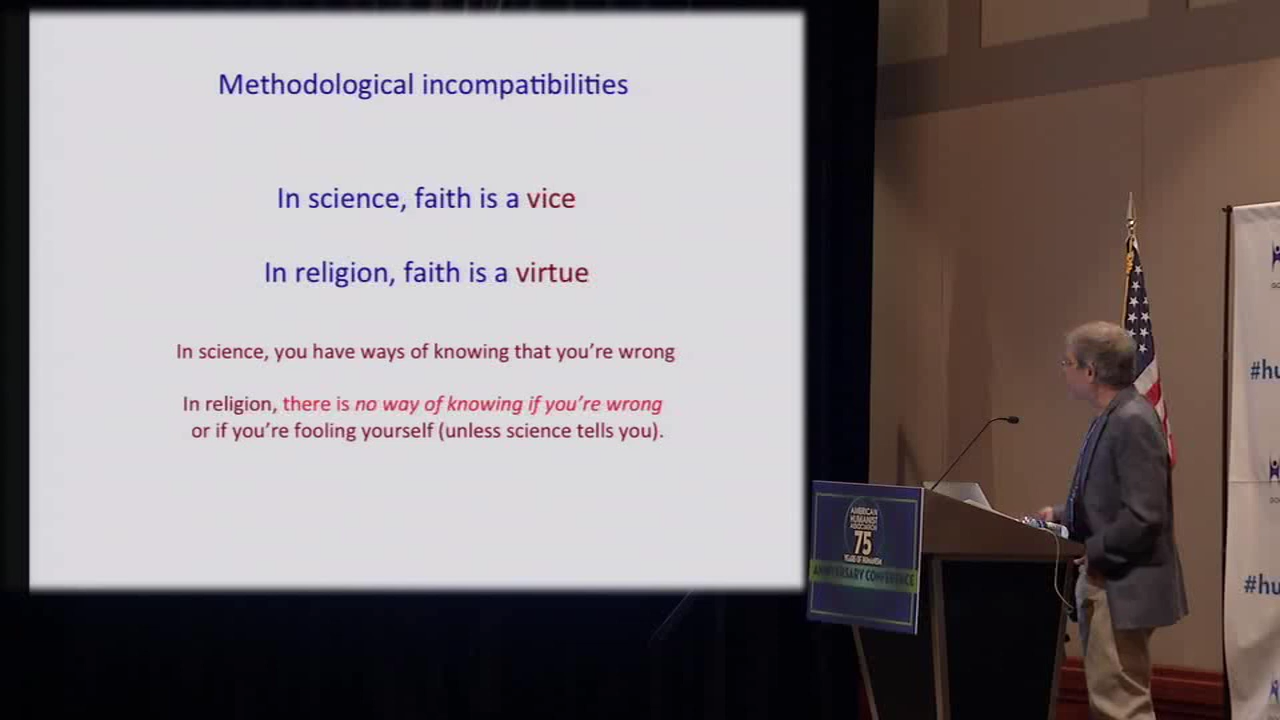 Methodological incompatibilities
In science, faith is a vice
In religion, faith is a virtue
In science, you have ways of knowing that you’re wrong
In religion, there is no way of knowing if you’re wrong
or if you’re fooling yourself (unless science tells you).
AMERICAN
HUMANIST
ASSOCIATION
75
YEARS OF HUMANISM
ANNIVERSARY CONFERENCE
#hu
#hu